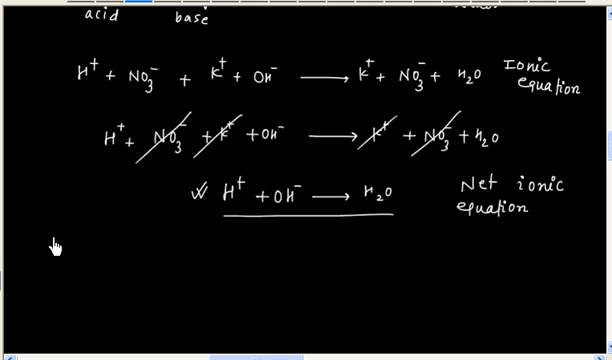 acid base
H⁺ + NO₃⁻ + K⁺ + OH⁻ ⟶ K⁺ + NO₃⁻ + H₂O Ionic equation
H⁺ + NO₃⁻ + K⁺ + OH⁻ ⟶ K⁺ + NO₃⁻ + H₂O
H⁺ + OH⁻ ⟶ H₂O Net ionic equation